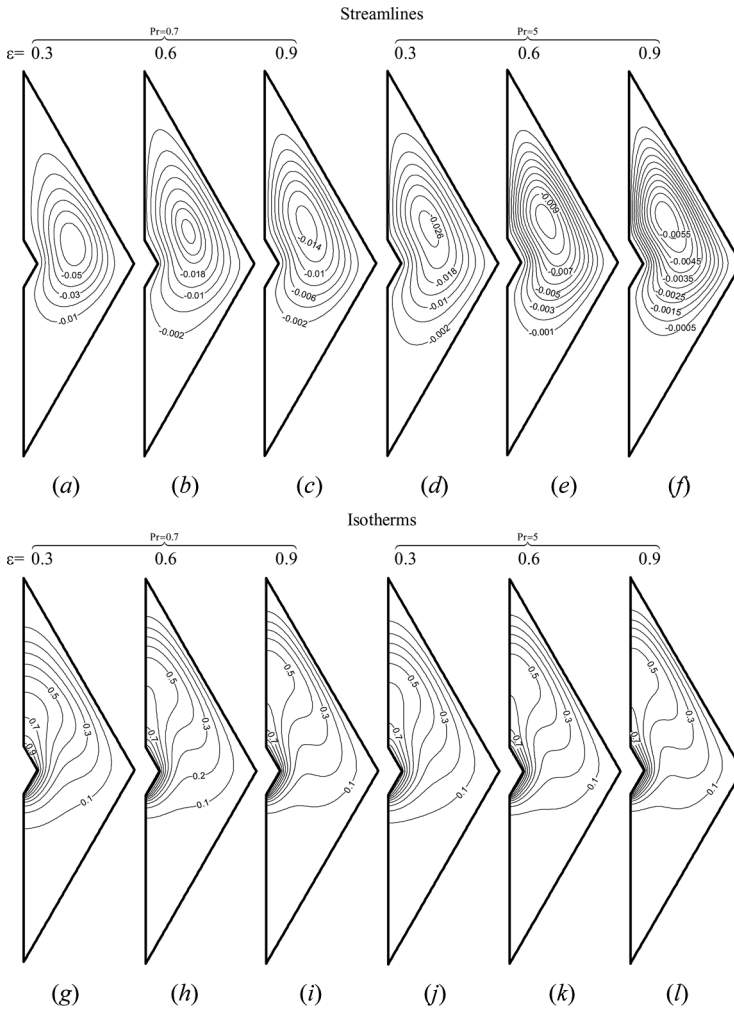 Streamlines
Pr=0.7 Pr=5
ε= 0.3 0.6 0.9 0.3 0.6 0.9
-0.05 -0.03 -0.01
-0.018 -0.01 -0.002
-0.014 -0.01 -0.006 -0.002
-0.026 -0.018 -0.01 -0.002
-0.009 -0.007 -0.005 -0.003 -0.001
-0.0055 -0.0045 -0.0035 -0.0025 -0.0015 -0.0005
(a) (b) (c) (d) (e) (f)
Isotherms
Pr=0.7 Pr=5
ε= 0.3 0.6 0.9 0.3 0.6 0.9
0.5 0.7 0.3 0.9 0.1
0.5 0.3 0.7 0.2 0.1
0.5 0.3 0.7 0.1
0.5 0.3 0.7 0.1
0.5 0.3 0.7 0.1
0.5 0.3 0.7 0.1
(g) (h) (i) (j) (k) (l)